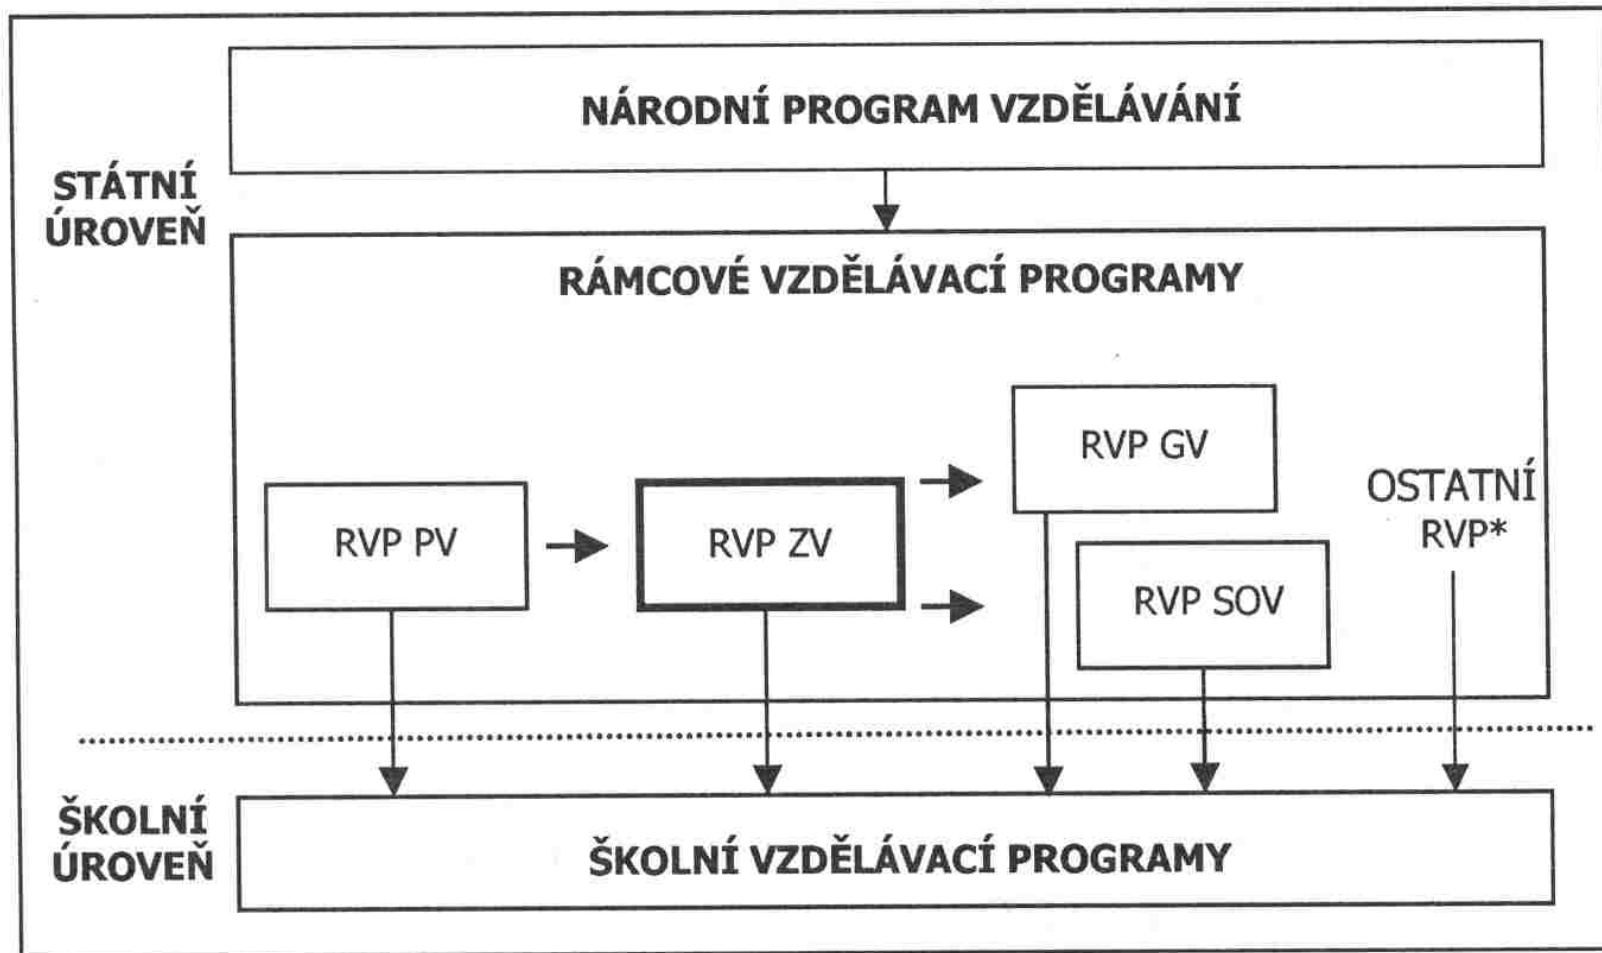 NÁRODNÍ PROGRAM VZDĚLÁVÁNÍ
STÁTNÍ
ÚROVEŇ
RÁMCOVÉ VZDĚLÁVACÍ PROGRAMY
RVP GV
OSTATNÍ
RVP*
RVP PV
RVP ZV
RVP SOV
ŠKOLNÍ
ÚROVEŇ
ŠKOLNÍ VZDĚLÁVACÍ PROGRAMY